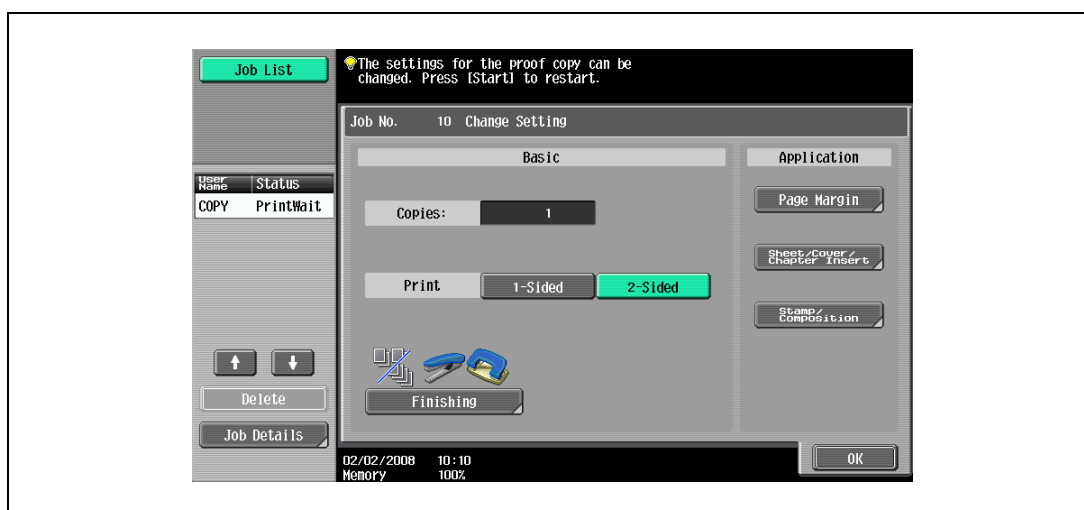 Job List
The settings for the proof copy can be
changed. Press [Start] to restart.
Job No. 10 Change Setting
Basic
Application
User
Name Status
COPY PrintWait
Copies: 1
Page Margin
Sheet/Cover/
Chapter Insert
Print 1-Sided 2-Sided
Stamp/
Composition
Finishing
Delete
Job Details
02/02/2008 10:10
Memory 100%
OK